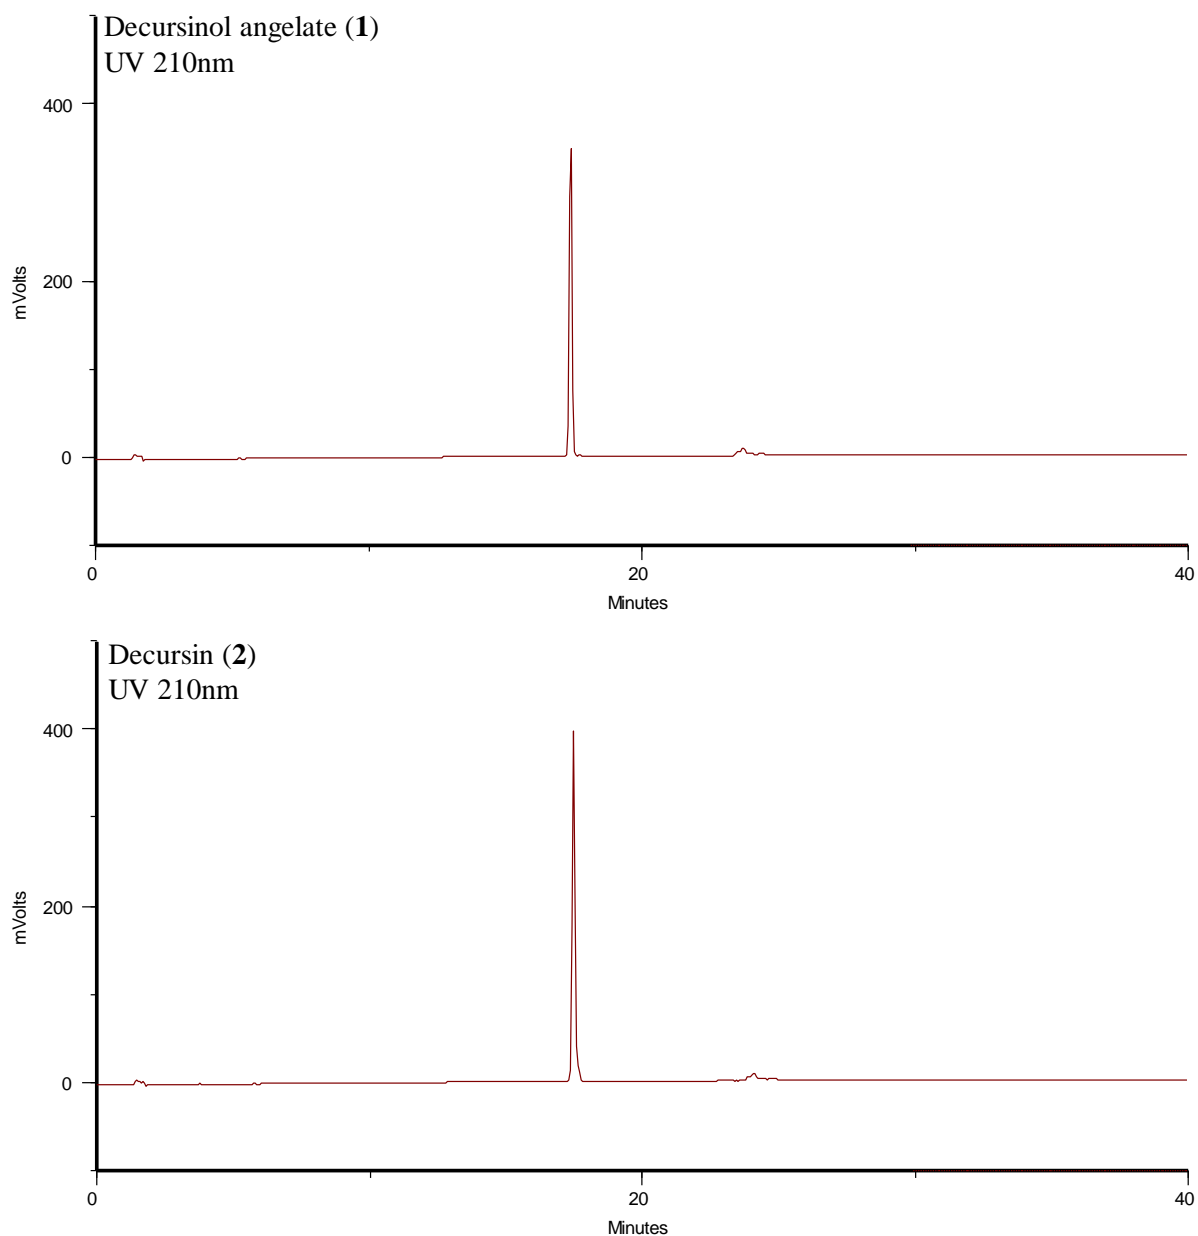 Decursinol angelate (1)
UV 210nm
400
200
0
mVolts
0 20 40
Minutes
Decursin (2)
UV 210nm
400
200
0
mVolts
0 20 40
Minutes